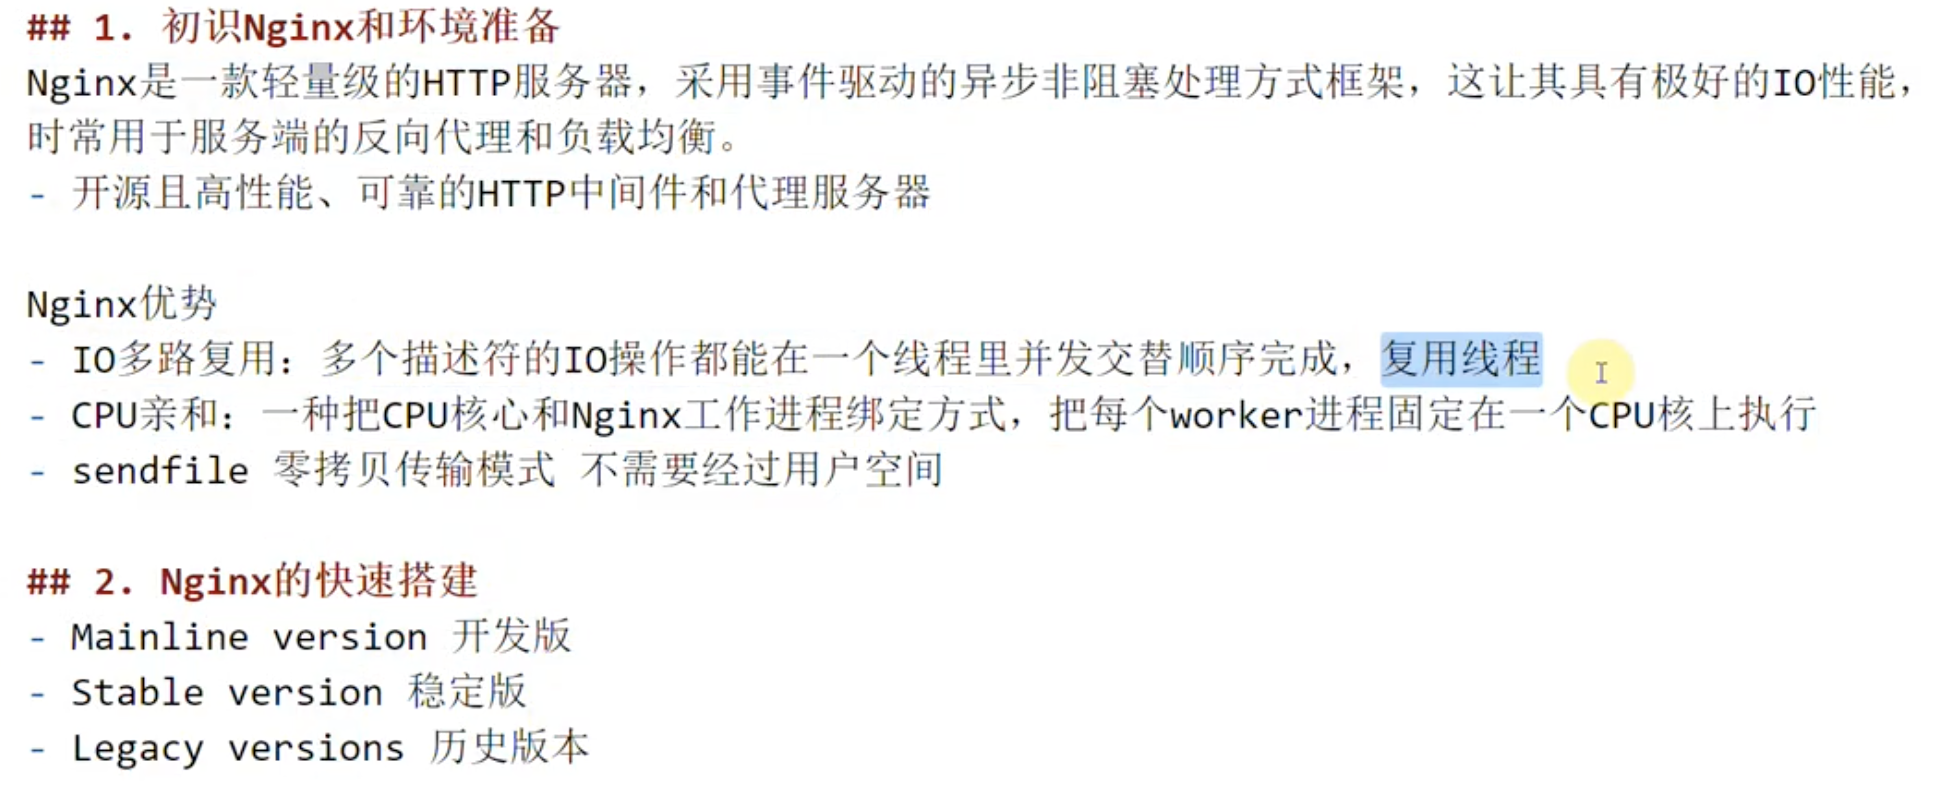 ## 1. 初识Nginx和环境准备
Nginx是一款轻量级的HTTP服务器，采用事件驱动的异步非阻塞处理方式框架，这让其具有极好的IO性能，
时常用于服务端的反向代理和负载均衡。
- 开源且高性能、可靠的HTTP中间件和代理服务器
Nginx优势
- IO多路复用：多个描述符的IO操作都能在一个线程里并发交替顺序完成，复用线程
- CPU亲和：一种把CPU核心和Nginx工作进程绑定方式，把每个worker进程固定在一个CPU核上执行
- sendfile 零拷贝传输模式 不需要经过用户空间
## 2. Nginx的快速搭建
- Mainline version 开发版
- Stable version 稳定版
- Legacy versions 历史版本